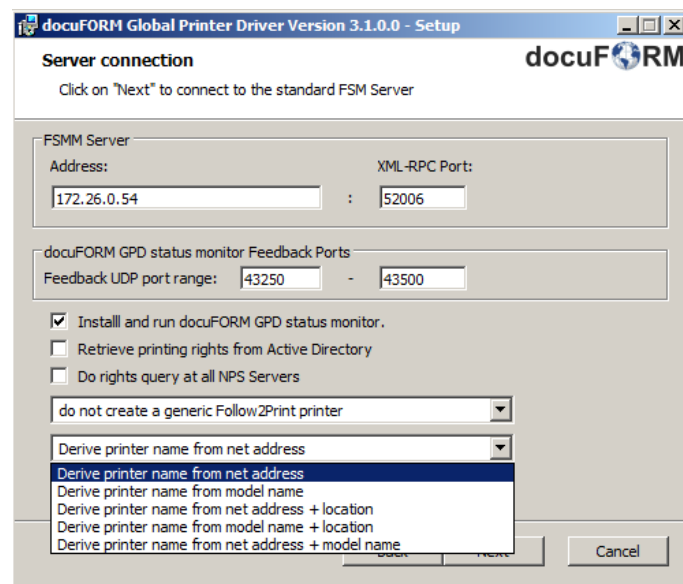 docuFORM Global Printer Driver Version 3.1.0.0 - Setup
Server connection
docuFORM
Click on "Next" to connect to the standard FSM Server
FSMM Server
Address: XML-RPC Port:
172.26.0.54 : 52006
docuFORM GPD status monitor Feedback Ports
Feedback UDP port range: 43250 - 43500
Installl and run docuFORM GPD status monitor.
Retrieve printing rights from Active Directory
Do rights query at all NPS Servers
do not create a generic Follow2Print printer
Derive printer name from net address
Derive printer name from net address
Derive printer name from model name
Derive printer name from net address + location
Derive printer name from model name + location
Derive printer name from net address + model name
Back Next Cancel